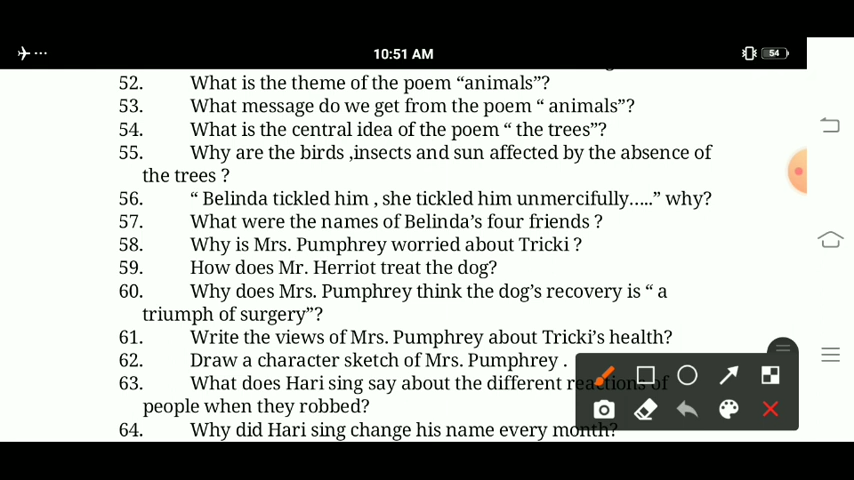 10:51 AM
54
52. What is the theme of the poem “animals”?
53. What message do we get from the poem “ animals”?
54. What is the central idea of the poem “ the trees”?
55. Why are the birds ,insects and sun affected by the absence of
the trees ?
56. “ Belinda tickled him , she tickled him unmercifully…..” why?
57. What were the names of Belinda’s four friends ?
58. Why is Mrs. Pumphrey worried about Tricki ?
59. How does Mr. Herriot treat the dog?
60. Why does Mrs. Pumphrey think the dog’s recovery is “ a
triumph of surgery”?
61. Write the views of Mrs. Pumphrey about Tricki’s health?
62. Draw a character sketch of Mrs. Pumphrey .
63. What does Hari sing say about the different reactions of
people when they robbed?
64. Why did Hari sing change his name every month?